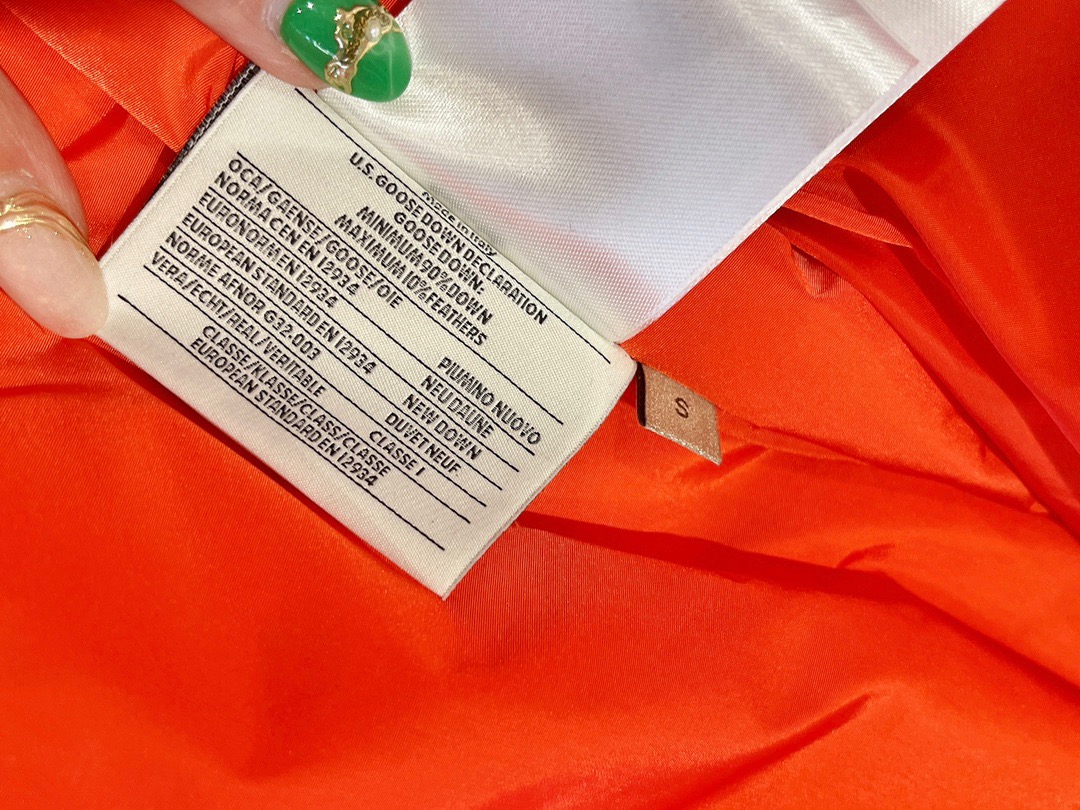 Made in Italy
U.S. GOOSE DOWN DECLARATION
GOOSE DOWN.
MINIMUM 90% DOWN
MAXIMUM 10% FEATHERS
OCA/GAENSE/GOOSE/OIE
NORMA CEN EN 12934 PIUMINO NUOVO
EURONORM EN 12934 NEU DAUNE
EUROPEAN STANDARD EN 12934 NEW DOWN
NORME AFNOR G32.003 DUVET NEUF
VERA/ECHT/REAL/VERITABLE CLASSE I
CLASSE/KLASSE/CLASS/CLASSE
EUROPEAN STANDARD EN 12934
S